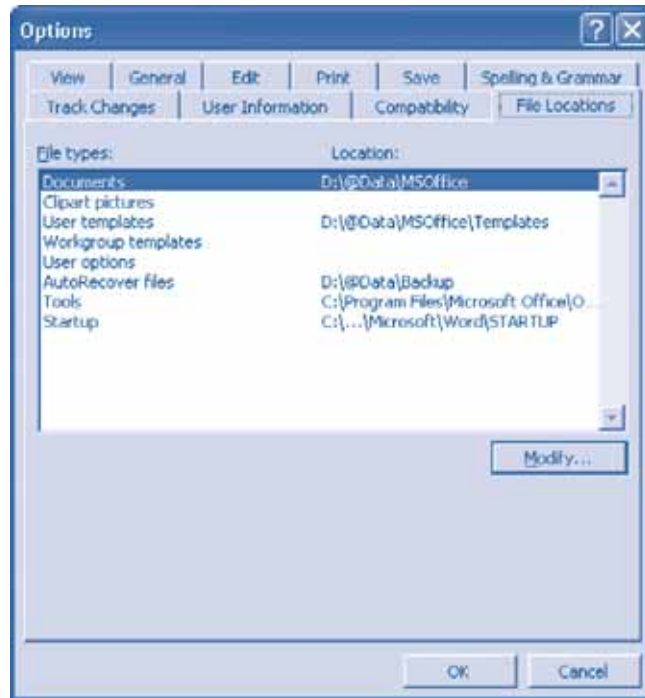 Options
View General Edit Print Save Spelling & Grammar
Track Changes User Information Compatibility File Locations
File types: Location:
Documents D:\@Data\MSOffice
Clipart pictures
User templates D:\@Data\MSOffice\Templates
Workgroup templates
User options
AutoRecover files D:\@Data\Backup
Tools C:\Program Files\Microsoft Office\O...
Startup C:\...\Microsoft\Word\STARTUP
Modify...
OK Cancel